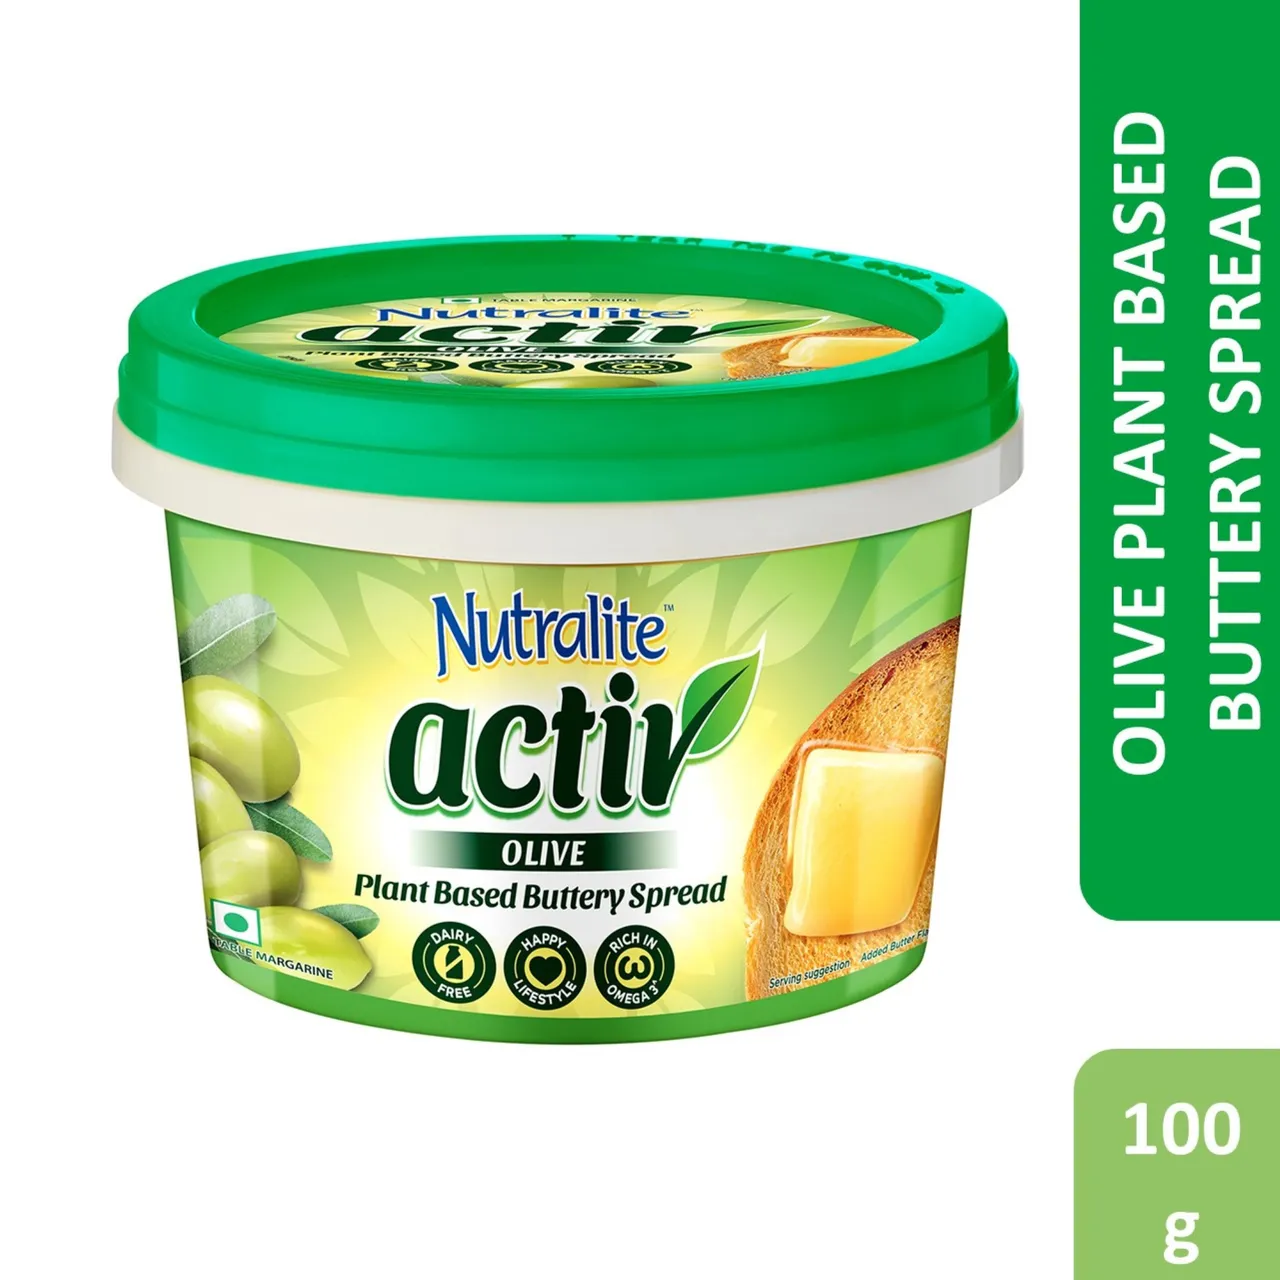 TABLE MARGARINE
Nutralite
activ
OLIVE
Plant Based Buttery Spread
Nutralite™
activ
OLIVE
Plant Based Buttery Spread
DAIRY FREE
HAPPY LIFESTYLE
RICH IN OMEGA 3^
TABLE MARGARINE
Serving suggestion
Added Butter
OLIVE PLANT BASED
BUTTERY SPREAD
100
g